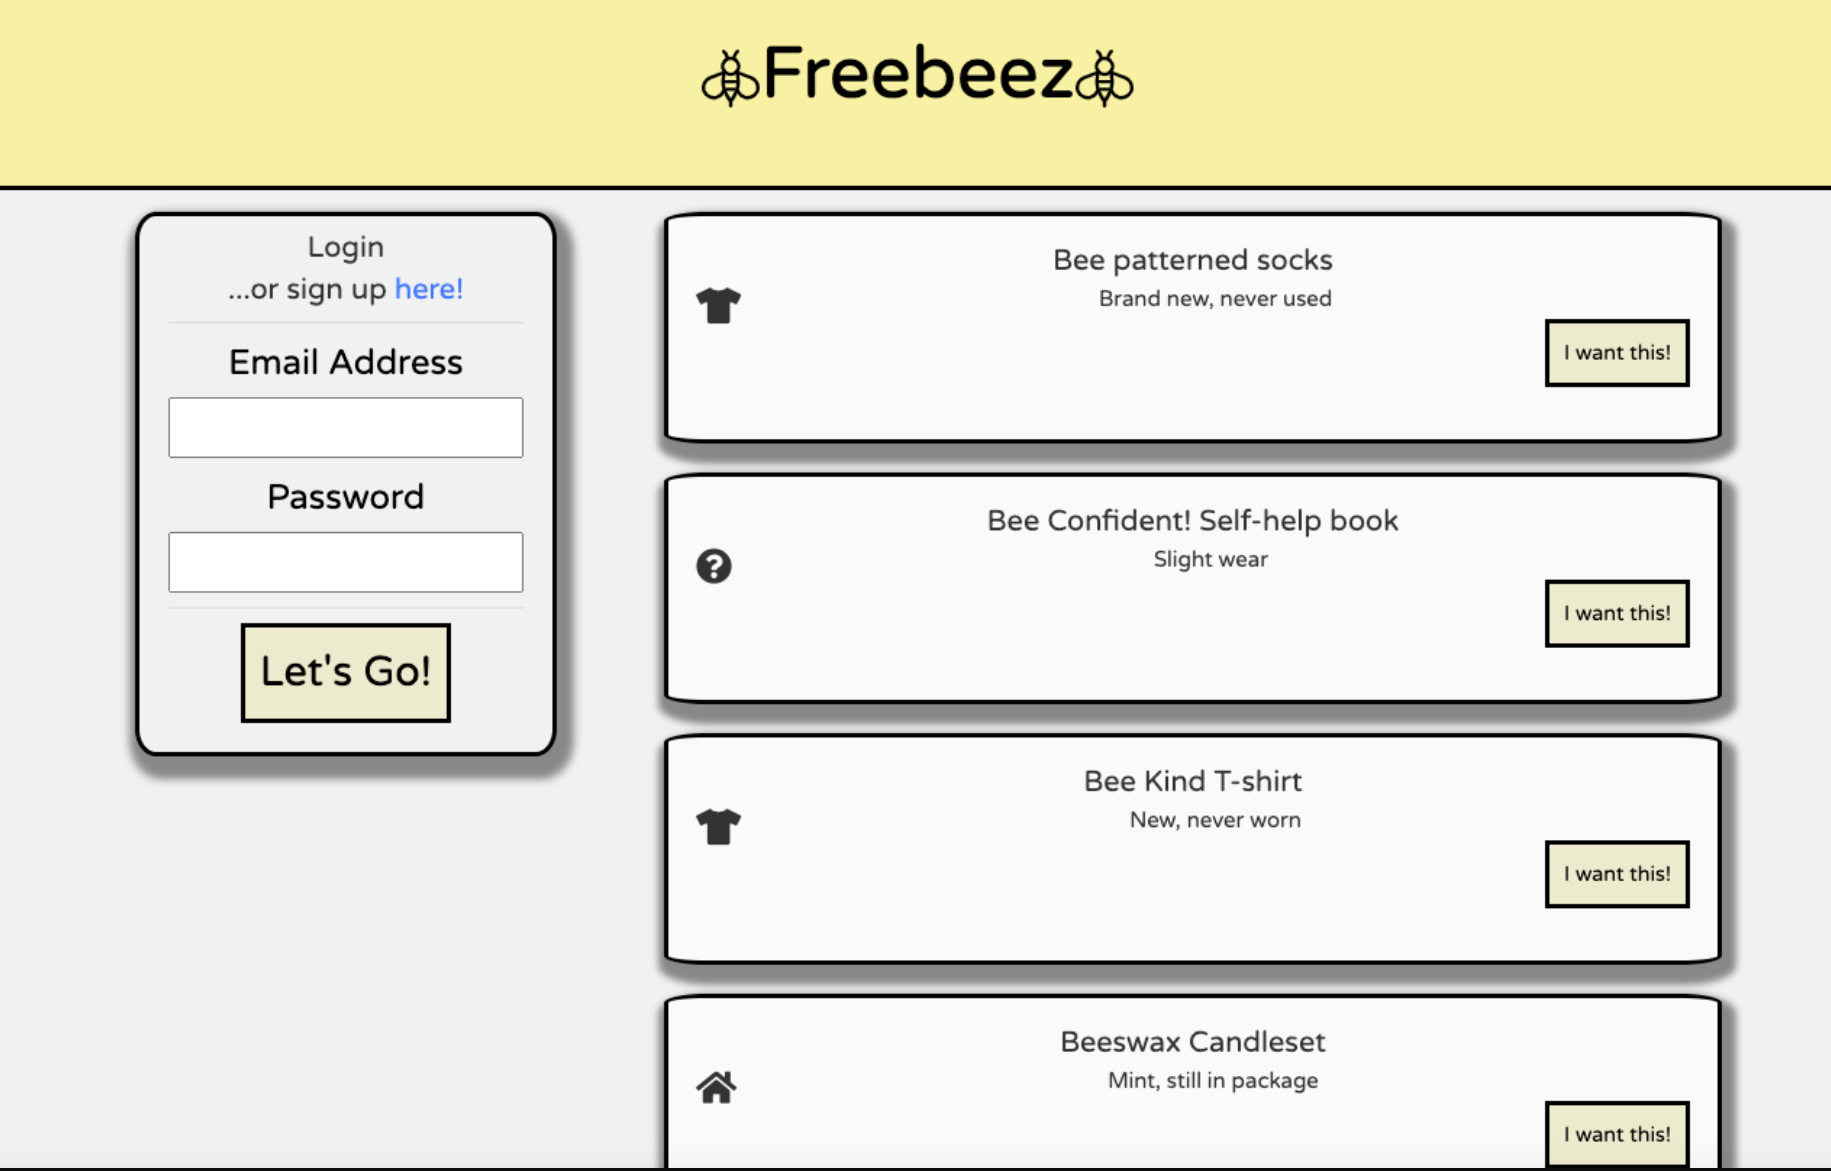 Freebeez
Login
...or sign up here!
Email Address
Password
Let's Go!
Bee patterned socks
Brand new, never used
I want this!
Bee Confident! Self-help book
Slight wear
I want this!
Bee Kind T-shirt
New, never worn
I want this!
Beeswax Candleset
Mint, still in package
I want this!